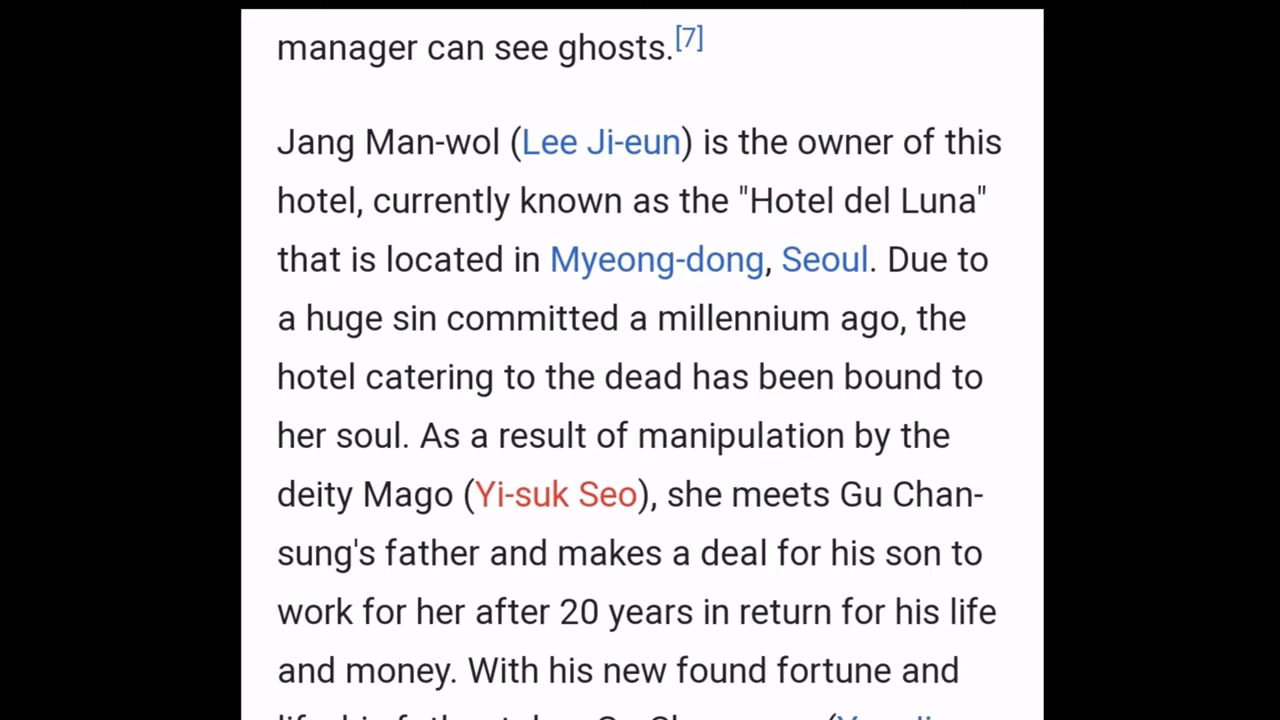 manager can see ghosts.[7]
Jang Man-wol (Lee Ji-eun) is the owner of this
hotel, currently known as the "Hotel del Luna"
that is located in Myeong-dong, Seoul. Due to
a huge sin committed a millennium ago, the
hotel catering to the dead has been bound to
her soul. As a result of manipulation by the
deity Mago (Yi-suk Seo), she meets Gu Chan-
sung's father and makes a deal for his son to
work for her after 20 years in return for his life
and money. With his new found fortune and